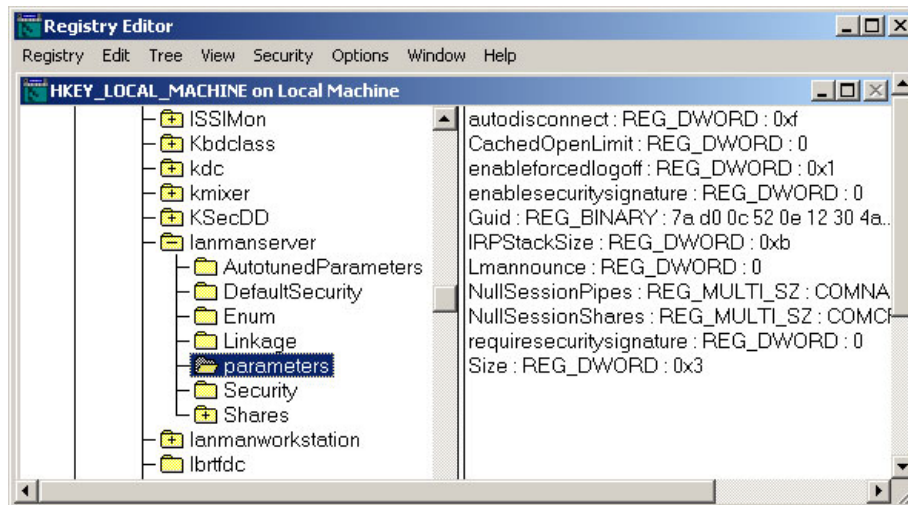 Registry Editor
Registry Edit Tree View Security Options Window Help
HKEY_LOCAL_MACHINE on Local Machine
ISSIMon
Kbdclass
kdc
kmixer
KSecDD
lanmanserver
AutotunedParameters
DefaultSecurity
Enum
Linkage
parameters
Security
Shares
lanmanworkstation
lbrtfdc
autodisconnect : REG_DWORD : 0xf
CachedOpenLimit : REG_DWORD : 0
enableforcedlogoff : REG_DWORD : 0x1
enablesecuritysignature : REG_DWORD : 0
Guid : REG_BINARY : 7a d0 0c 52 0e 12 30 4a...
IRPStackSize : REG_DWORD : 0xb
Lmannounce : REG_DWORD : 0
NullSessionPipes : REG_MULTI_SZ : COMNA
NullSessionShares : REG_MULTI_SZ : COMCF
requiresecuritysignature : REG_DWORD : 0
Size : REG_DWORD : 0x3